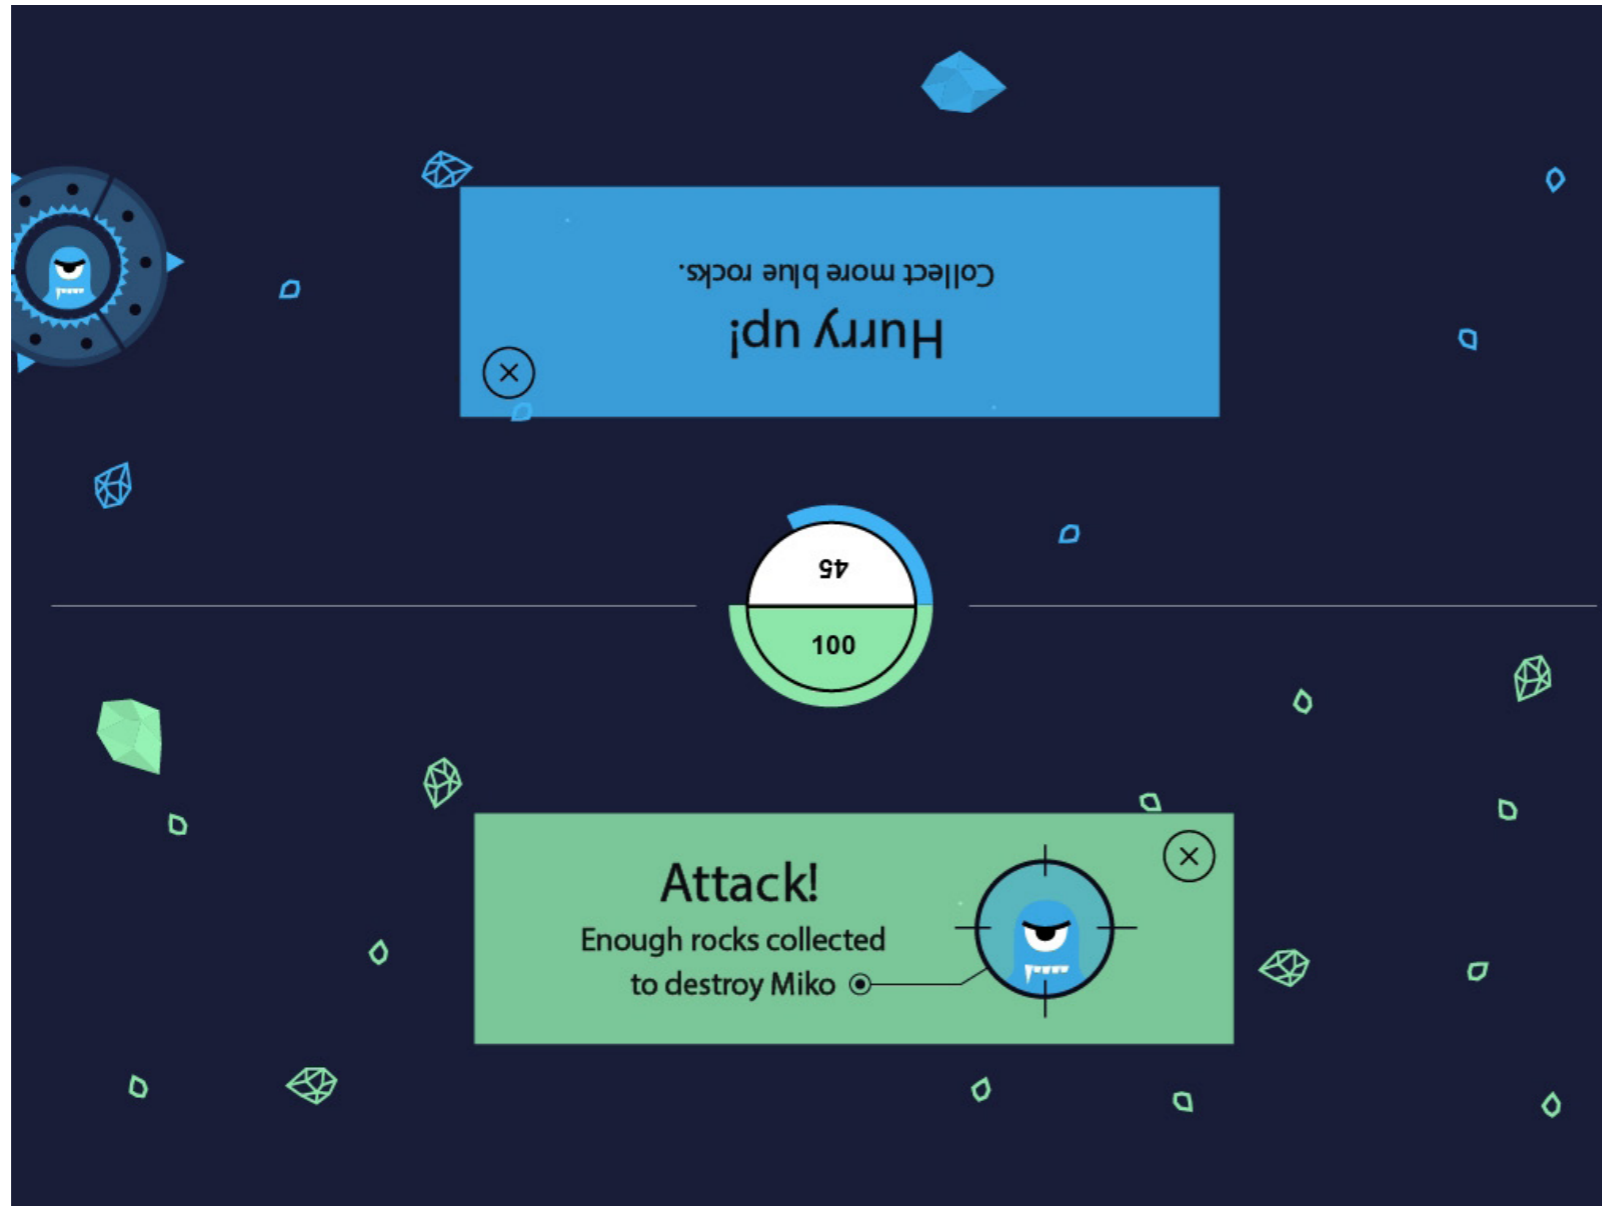 Hurry up!
Collect more blue rocks.
45
100
Attack!
Enough rocks collected
to destroy Miko